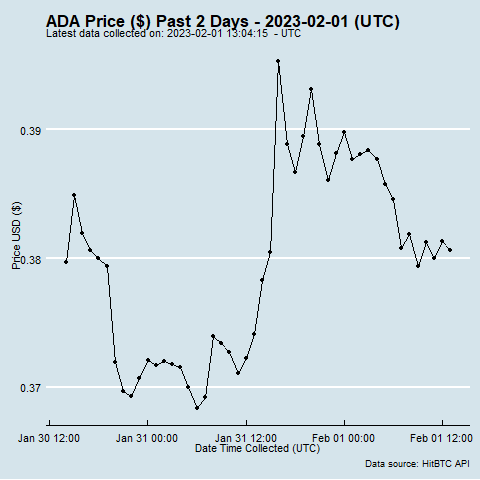 ADA Price ($) Past 2 Days - 2023-02-01 (UTC)
Latest data collected on: 2023-02-01 13:04:15  - UTC
0.39
0.38
0.37
Price USD ($)
Jan 30 12:00 Jan 31 00:00 Jan 31 12:00 Feb 01 00:00 Feb 01 12:00
Date Time Collected (UTC)
Data source: HitBTC API